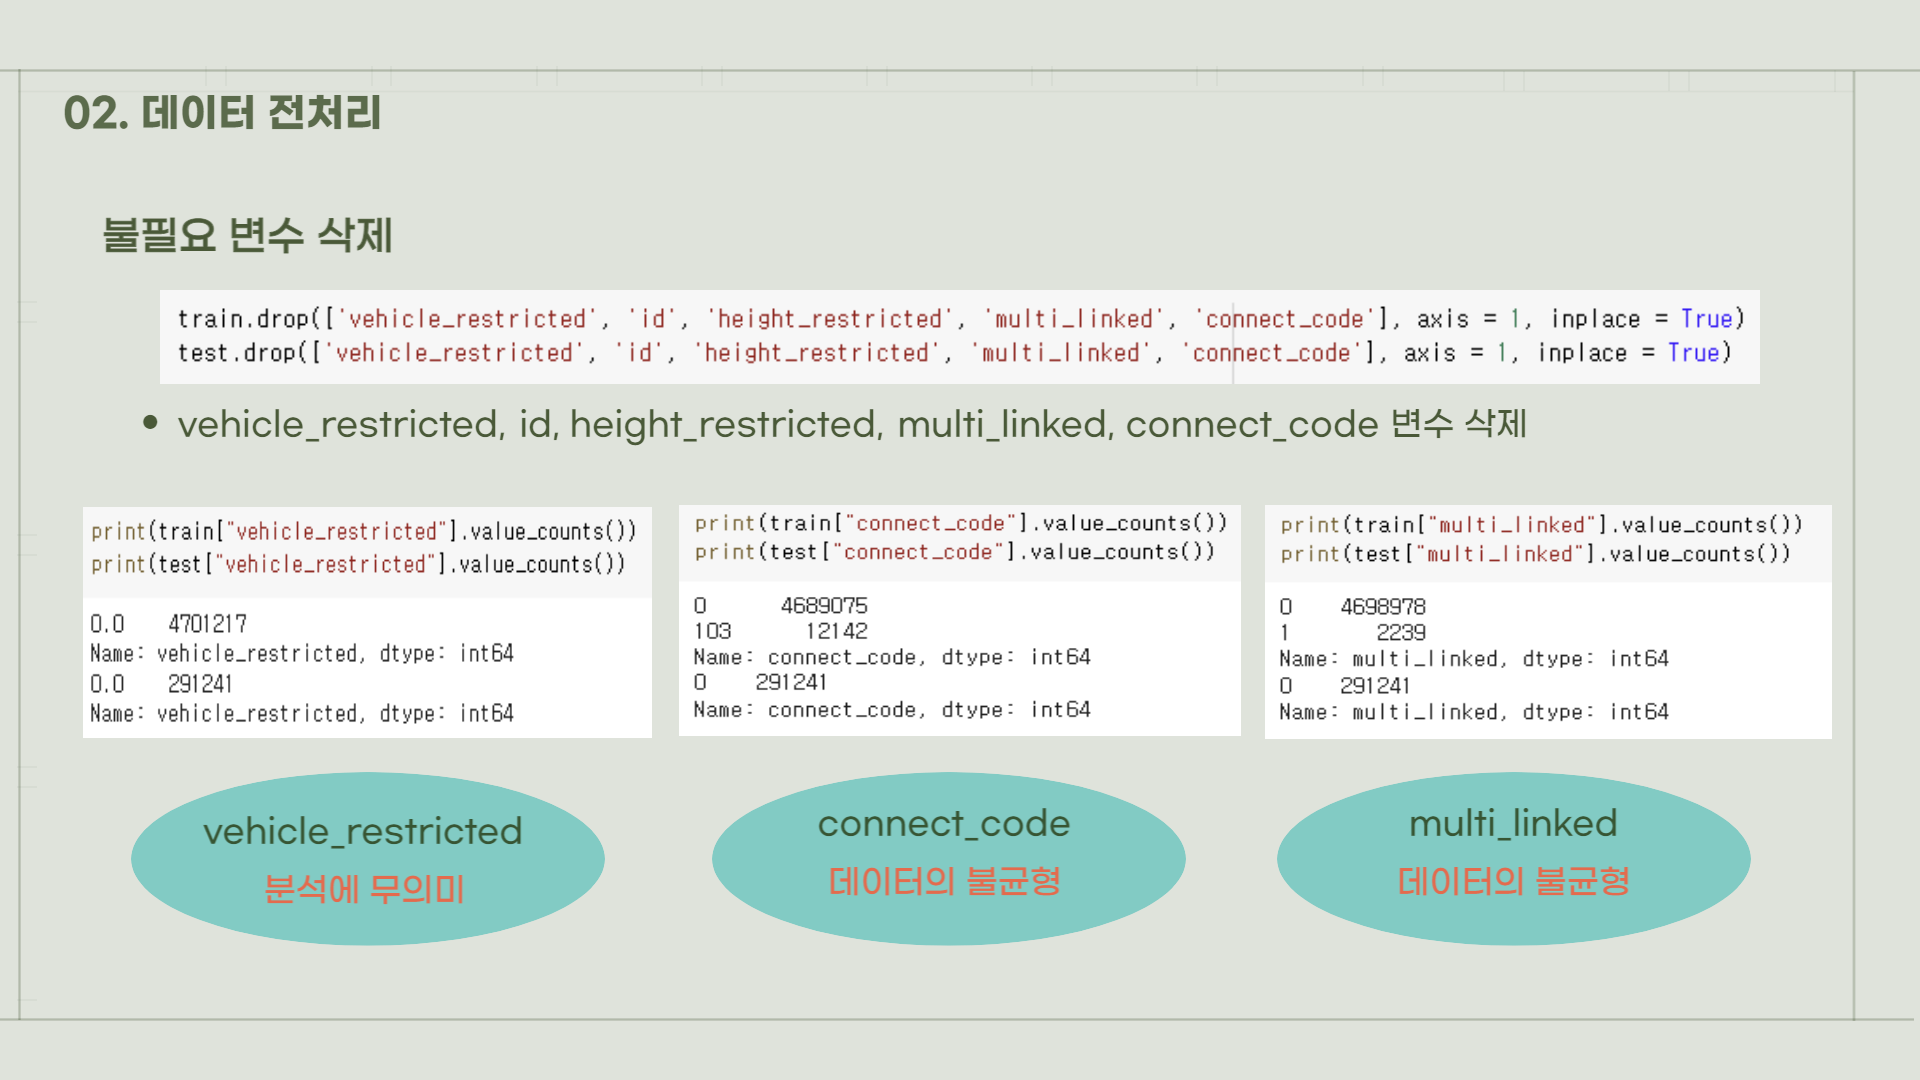 02. 데이터 전처리
불필요 변수 삭제
train.drop(['vehicle_restricted', 'id', 'height_restricted', 'multi_linked', 'connect_code'], axis = 1, inplace = True)
test.drop(['vehicle_restricted', 'id', 'height_restricted', 'multi_linked', 'connect_code'], axis = 1, inplace = True)
• vehicle_restricted, id, height_restricted, multi_linked, connect_code 변수 삭제
print(train["vehicle_restricted"].value_counts())
print(test["vehicle_restricted"].value_counts())
0.0    4701217
Name: vehicle_restricted, dtype: int64
0.0    291241
Name: vehicle_restricted, dtype: int64
print(train["connect_code"].value_counts())
print(test["connect_code"].value_counts())
0      4689075
103      12142
Name: connect_code, dtype: int64
0    291241
Name: connect_code, dtype: int64
print(train["multi_linked"].value_counts())
print(test["multi_linked"].value_counts())
0    4698978
1       2239
Name: multi_linked, dtype: int64
0    291241
Name: multi_linked, dtype: int64
vehicle_restricted
분석에 무의미
connect_code
데이터의 불균형
multi_linked
데이터의 불균형